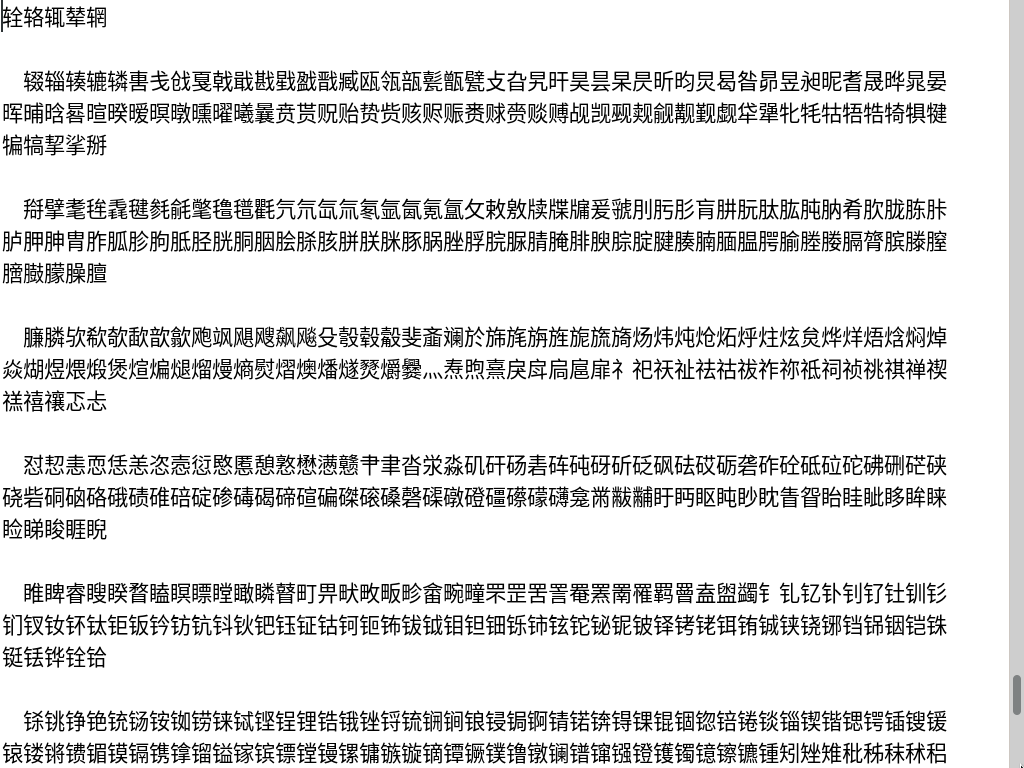 辁辂辄辇辋
辍辎辏辘辚軎戋戗戛戟戢戡戥戤戬臧瓯瓴瓿甏甑甓攴旮旯旰昊昙杲昃昕昀炅曷昝昴昱昶昵耆晟晔晁晏
晖晡晗晷暄暌暧暝暾曛曜曦曩贲贳贶贻贽赀赅赆赈赉赇赍赕赙觇觊觋觌觎觏觐觑牮犟牝牦牯牾牿犄犋犍
犏犒挈挲掰
搿擘耄毪毳毽毵毹氅氇氆氍氕氘氙氚氡氩氤氪氲攵敕敫牍牒牖爰虢刖肟肜肓肼朊肽肱肫肭肴肷胧胨胩
胪胛胂胄胙胍胗朐胝胫胱胴胭脍脎胲胼朕脒豚脶脞脬脘脲腈腌腓腴腙腚腱腠腩腼腽腭腧塍媵膈膂膑滕膣
膪臌朦臊膻
臁膦欤欷欹歃歆歙飑飒飓飕飙飚殳彀毂觳斐齑斓於旆旄旃旌旎旒旖炀炜炖炝炻烀炷炫炱烨烊焐焓焖焯
焱煳煜煨煅煲煊煸煺熘熳熵熨熠燠燔燧燹爝爨灬焘煦熹戾戽扃扈扉礻祀祆祉祛祜祓祚祢祗祠祯祧祺禅禊
禚禧禳忑忐
怼恝恚恧恁恙恣悫愆愍慝憩憝懋懑戆肀聿沓泶淼矶矸砀砉砗砘砑斫砭砜砝砹砺砻砟砼砥砬砣砩硎硭硖
硗砦硐硇硌硪碛碓碚碇碜碡碣碲碹碥磔磙磉磬磲礅磴礓礤礞礴龛黹黻黼盱眄眍盹眇眈眚眢眙眭眦眵眸睐
睑睇睃睚睨
睢睥睿瞍睽瞀瞌瞑瞟瞠瞰瞵瞽町畀畎畋畈畛畲畹疃罘罡罟詈罨罴罱罹羁罾盍盥蠲钅钆钇钋钊钌钍钏钐
钔钗钕钚钛钜钣钤钫钪钭钬钯钰钲钴钶钷钸钹钺钼钽钿铄铈铉铊铋铌铍铎铐铑铒铕铖铗铙铘铛铞铟铠铢
铤铥铧铨铪
铩铫铮铯铳铴铵铷铹铼铽铿锃锂锆锇锉锊锍锎锏锒锓锔锕锖锘锛锝锞锟锢锪锫锩锬锱锲锴锶锷锸锼锾
锿镂锵镄镅镆镉镌镎镏镒镓镔镖镗镘镙镛镞镟镝镡镢镤镥镦镧镨镩镪镫镬镯镱镲镳锺矧矬雉秕秭秣秫稆